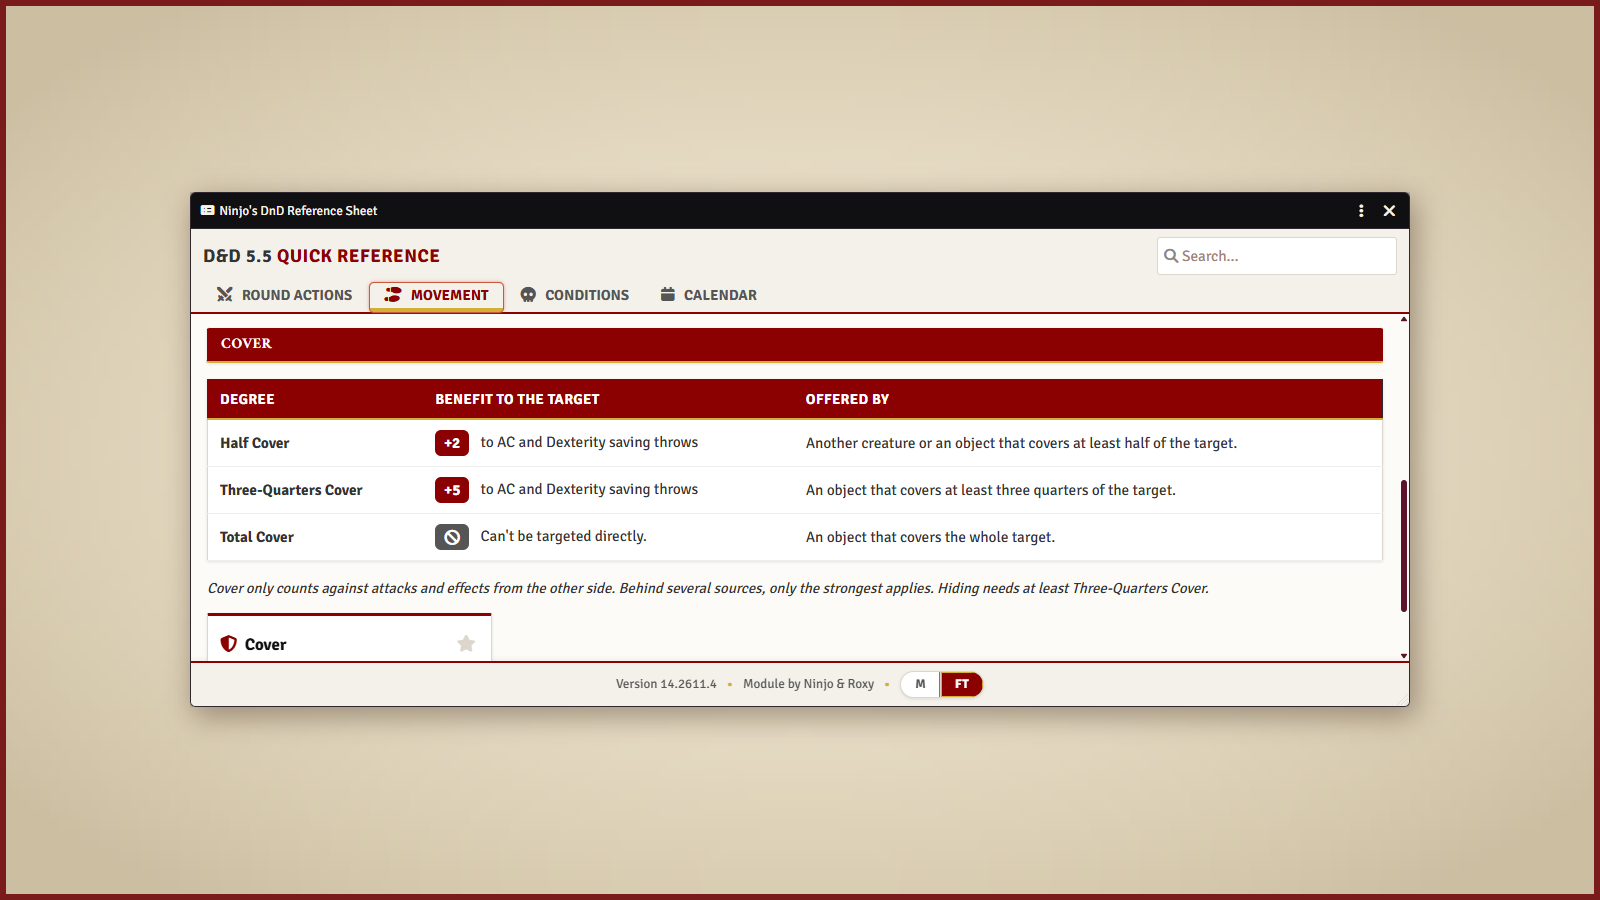 Ninjo's DnD Reference Sheet
D&D 5.5 QUICK REFERENCE
Search...
ROUND ACTIONS
MOVEMENT
CONDITIONS
CALENDAR
COVER
DEGREE BENEFIT TO THE TARGET OFFERED BY
Half Cover +2 to AC and Dexterity saving throws Another creature or an object that covers at least half of the target.
Three-Quarters Cover +5 to AC and Dexterity saving throws An object that covers at least three quarters of the target.
Total Cover Can't be targeted directly. An object that covers the whole target.
Cover only counts against attacks and effects from the other side. Behind several sources, only the strongest applies. Hiding needs at least Three-Quarters Cover.
Cover
Version 14.2611.4 • Module by Ninjo & Roxy • M FT